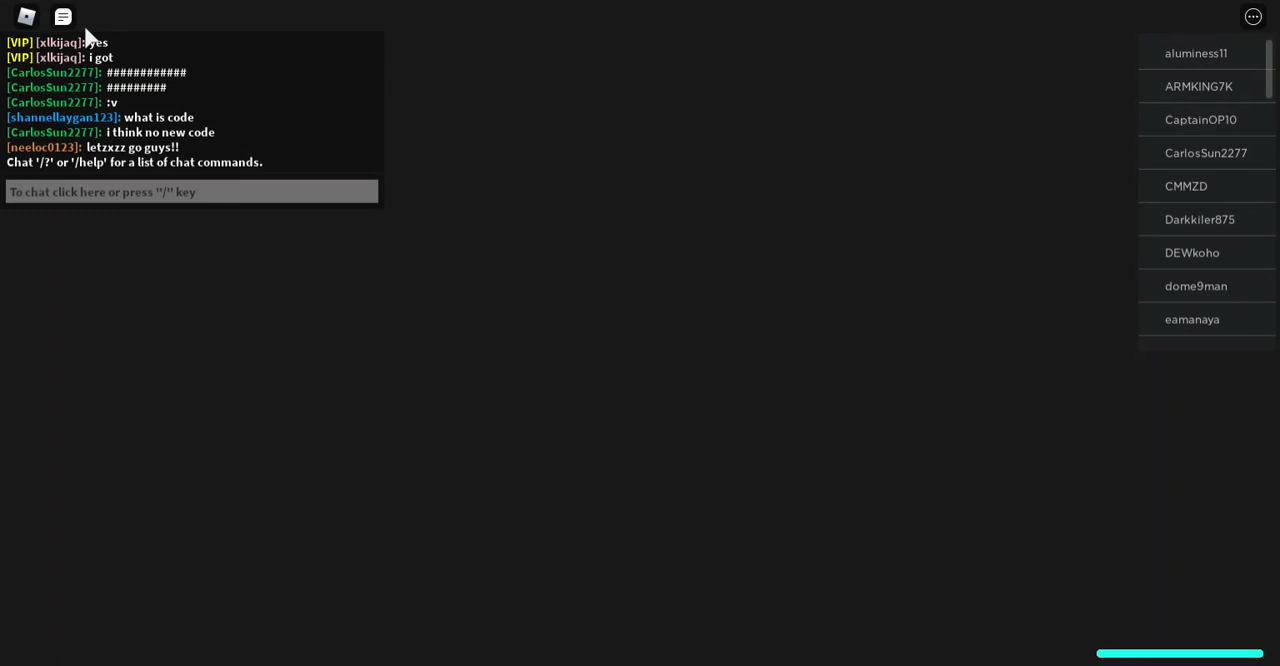 [VIP] [xlkijaq]: yes
[VIP] [xlkijaq]: i got
[CarlosSun2277]: ############
[CarlosSun2277]: #########
[CarlosSun2277]: :v
[shannellaygan123]: what is code
[CarlosSun2277]: i think no new code
[neeloc0123]: letzxzz go guys!!
Chat '/?' or '/help' for a list of chat commands.
To chat click here or press "/" key
aluminess11
ARMKING7K
CaptainOP10
CarlosSun2277
CMMZD
Darkkiler875
DEWkoho
dome9man
eamanaya